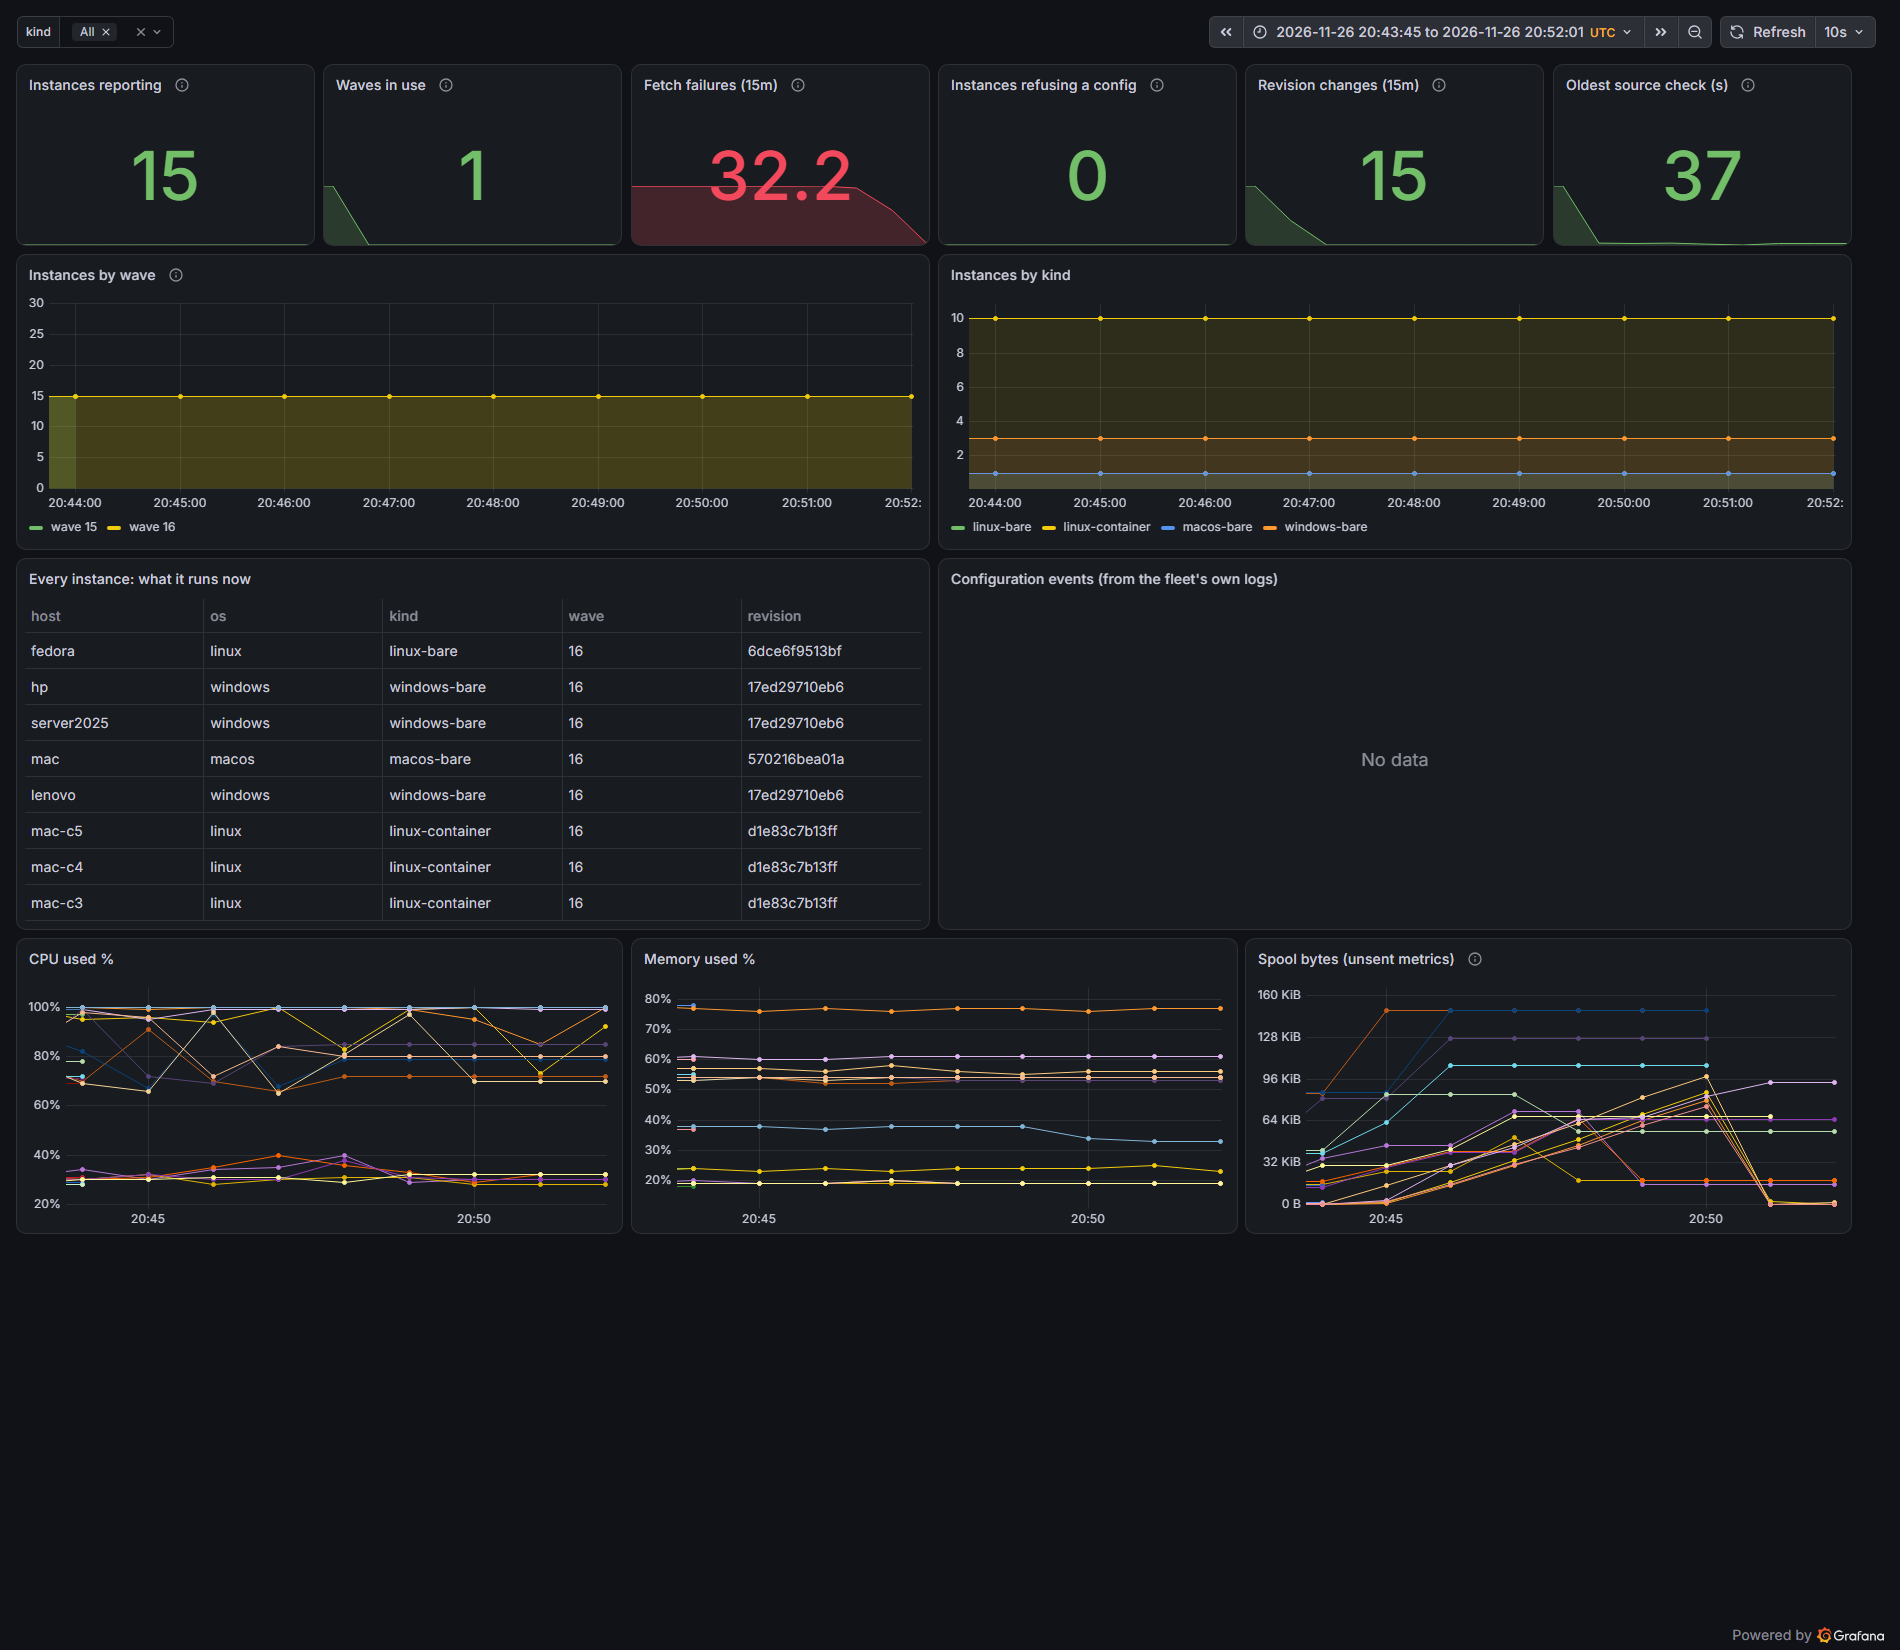 kind All
2026-11-26 20:43:45 to 2026-11-26 20:52:01 UTC
Refresh 10s
Instances reporting
15
Waves in use
1
Fetch failures (15m)
32.2
Instances refusing a config
0
Revision changes (15m)
15
Oldest source check (s)
37
Instances by wave
30
25
20
15
10
5
0
20:44:00 20:45:00 20:46:00 20:47:00 20:48:00 20:49:00 20:50:00 20:51:00 20:52:
wave 15 wave 16
Instances by kind
10
8
6
4
2
20:44:00 20:45:00 20:46:00 20:47:00 20:48:00 20:49:00 20:50:00 20:51:00 20:52:
linux-bare linux-container macos-bare windows-bare
Every instance: what it runs now
host os kind wave revision
fedora linux linux-bare 16 6dce6f9513bf
hp windows windows-bare 16 17ed29710eb6
server2025 windows windows-bare 16 17ed29710eb6
mac macos macos-bare 16 570216bea01a
lenovo windows windows-bare 16 17ed29710eb6
mac-c5 linux linux-container 16 d1e83c7b13ff
mac-c4 linux linux-container 16 d1e83c7b13ff
mac-c3 linux linux-container 16 d1e83c7b13ff
Configuration events (from the fleet's own logs)
No data
CPU used %
100%
80%
60%
40%
20%
20:45 20:50
Memory used %
80%
70%
60%
50%
40%
30%
20%
20:45 20:50
Spool bytes (unsent metrics)
160 KiB
128 KiB
96 KiB
64 KiB
32 KiB
0 B
20:45 20:50
Powered by Grafana